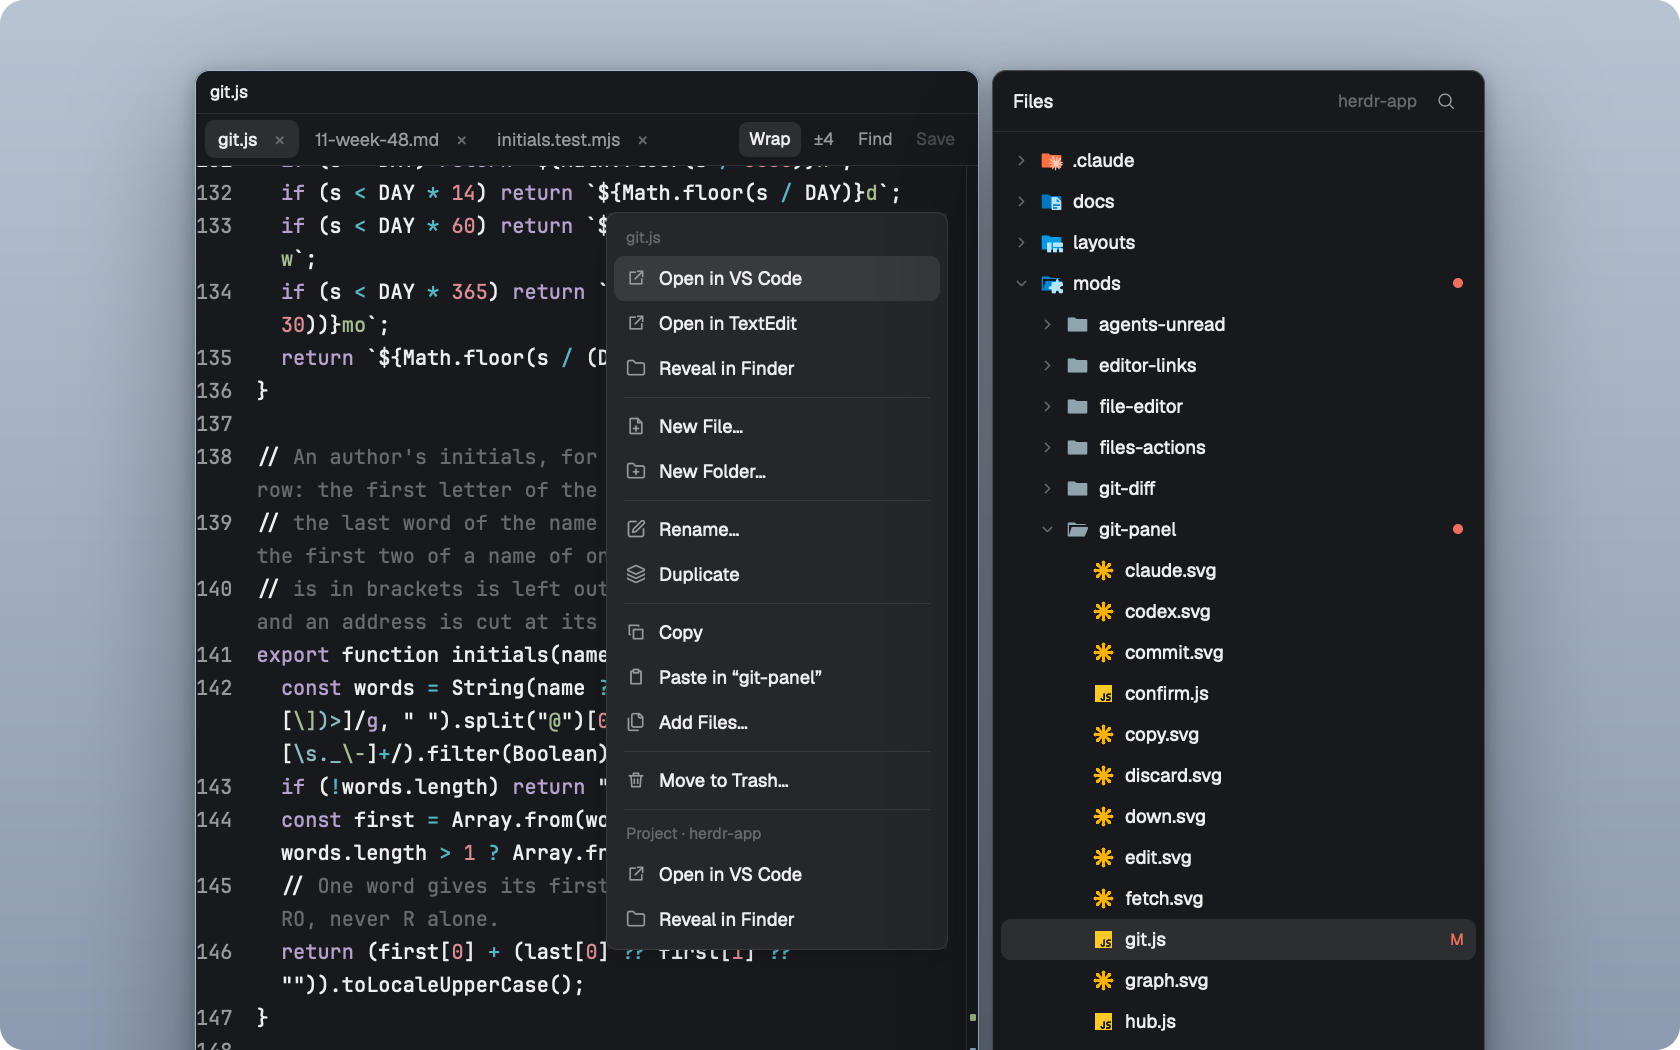 git.js
git.js × 11-week-48.md × initials.test.mjs × Wrap ±4 Find Save
132 if (s < DAY * 14) return `${Math.floor(s / DAY)}d`;
133 if (s < DAY * 60) return `$
w`;
134 if (s < DAY * 365) return `
30))}mo`;
135 return `${Math.floor(s / (D
136 }
137
138 // An author's initials, for
row: the first letter of the
139 // the last word of the name
the first two of a name of on
140 // is in brackets is left out
and an address is cut at its
141 export function initials(name
142 const words = String(name ?
[\])>]/g, " ").split("@")[0
[\s._\-]+/).filter(Boolean)
143 if (!words.length) return "
144 const first = Array.from(wo
words.length > 1 ? Array.fr
145 // One word gives its first
RO, never R alone.
146 return (first[0] + (last[0] ?? first[1] ??
"")).toLocaleUpperCase();
147 }
148
git.js
Open in VS Code
Open in TextEdit
Reveal in Finder
New File…
New Folder…
Rename…
Duplicate
Copy
Paste in “git-panel”
Add Files…
Move to Trash…
Project · herdr-app
Open in VS Code
Reveal in Finder
Files herdr-app
.claude
docs
layouts
mods
agents-unread
editor-links
file-editor
files-actions
git-diff
git-panel
claude.svg
codex.svg
commit.svg
JS confirm.js
copy.svg
discard.svg
down.svg
edit.svg
fetch.svg
JS git.js M
graph.svg
JS hub.js